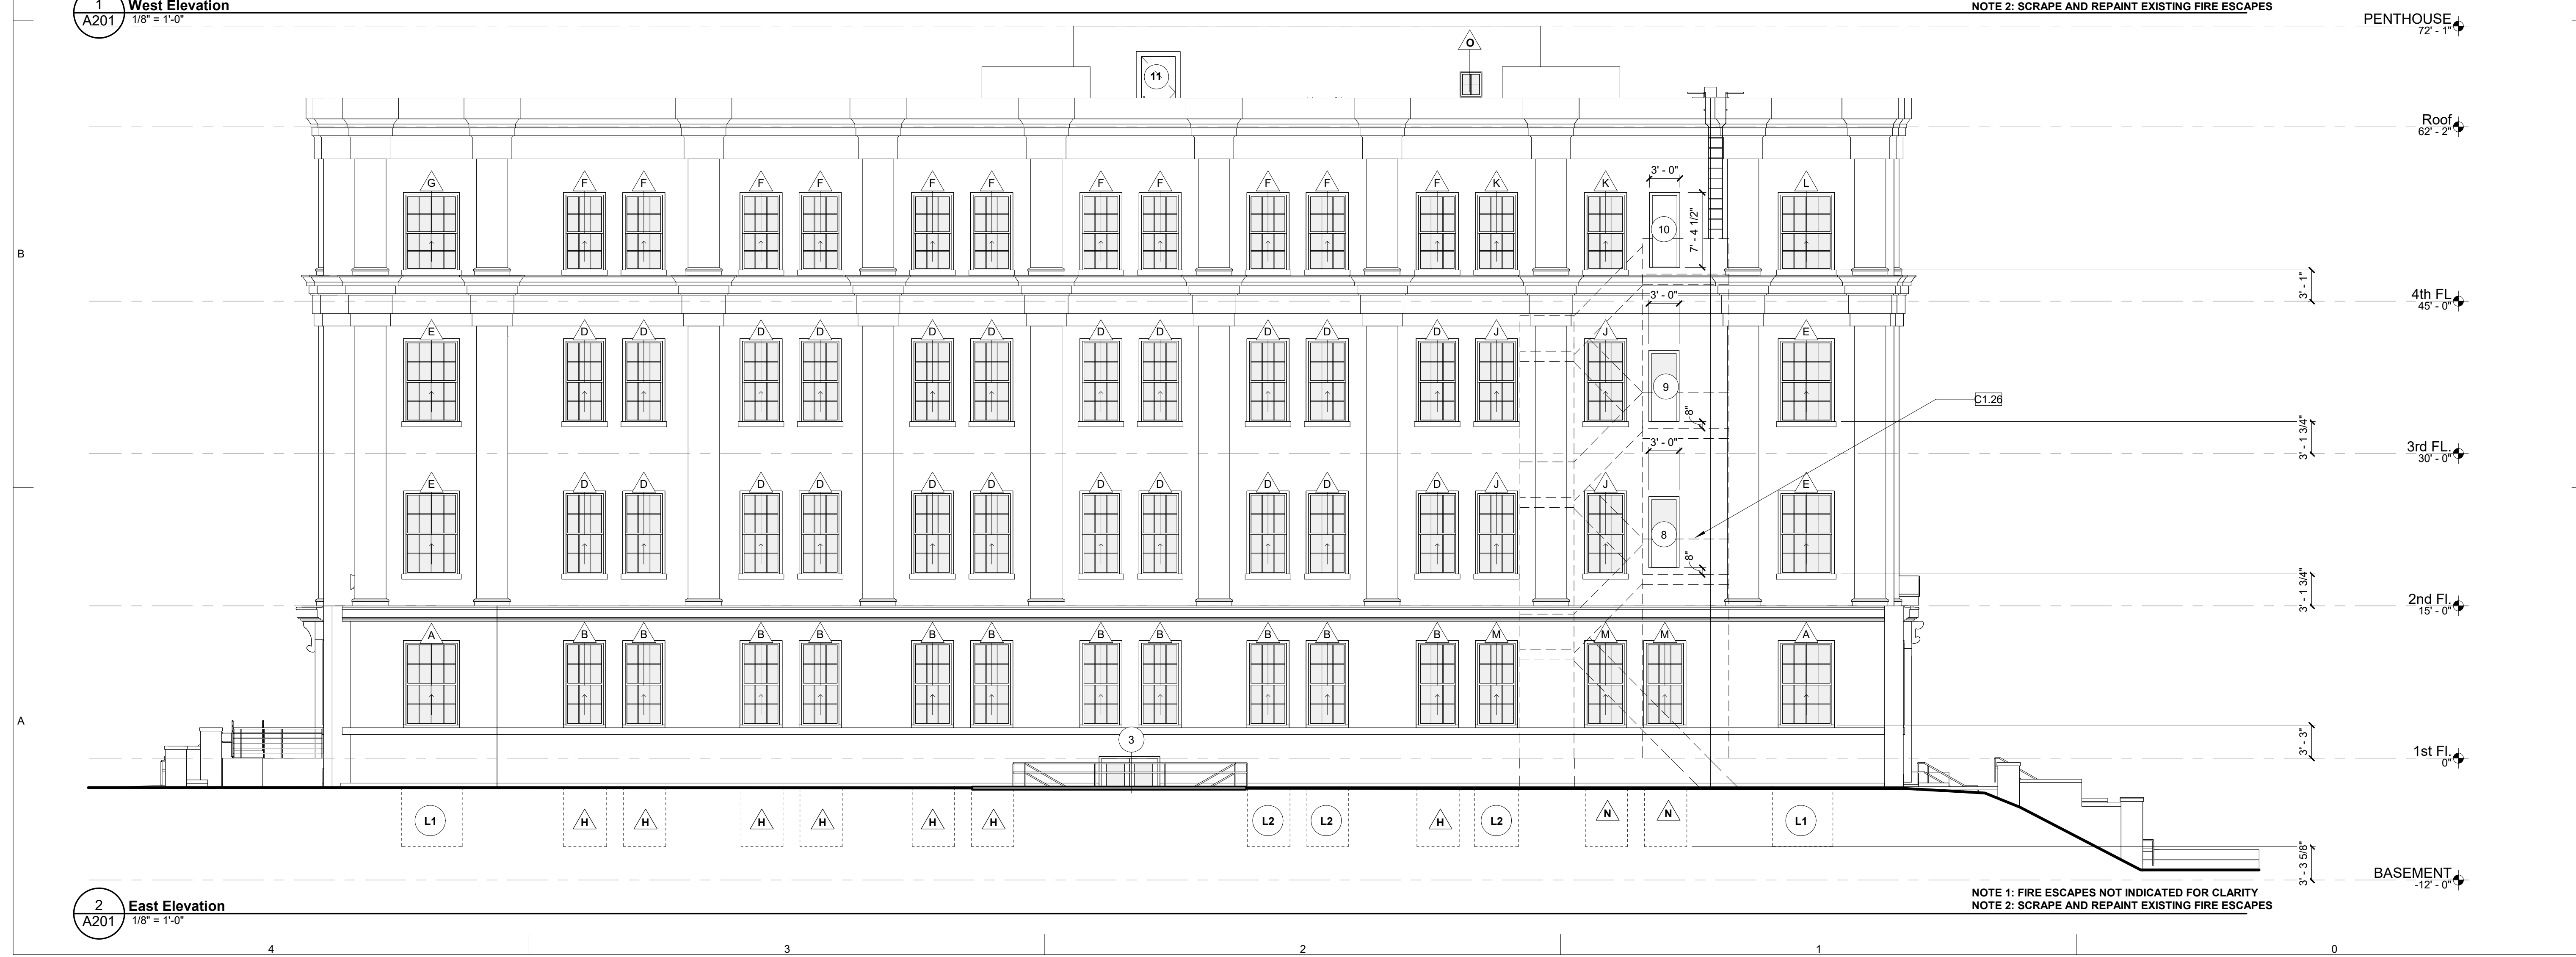 1
A201
West Elevation
1/8" = 1'-0"
NOTE 2: SCRAPE AND REPAINT EXISTING FIRE ESCAPES
PENTHOUSE
72' - 1"
O
11
Roof
62' - 2"
3' - 0"
G F F F F F F F F F F F K K L
10
7' - 4 1/2"
B
3' - 1"
4th FL
45' - 0"
3' - 0"
E D D D D D D D D D D D J J E
9
C1.26
8"
3' - 1 3/4"
3rd FL.
30' - 0"
3' - 0"
E D D D D D D D D D D D J J E
8
8"
3' - 1 3/4"
2nd Fl.
15' - 0"
A B B B B B B B B B B B M M M A
A
3
3' - 3"
1st Fl.
0"
L1 H H H H H H L2 L2 H L2 N N L1
3' - 3 5/8"
BASEMENT
-12' - 0"
2
A201
East Elevation
1/8" = 1'-0"
NOTE 1: FIRE ESCAPES NOT INDICATED FOR CLARITY
NOTE 2: SCRAPE AND REPAINT EXISTING FIRE ESCAPES
4 3 2 1 0